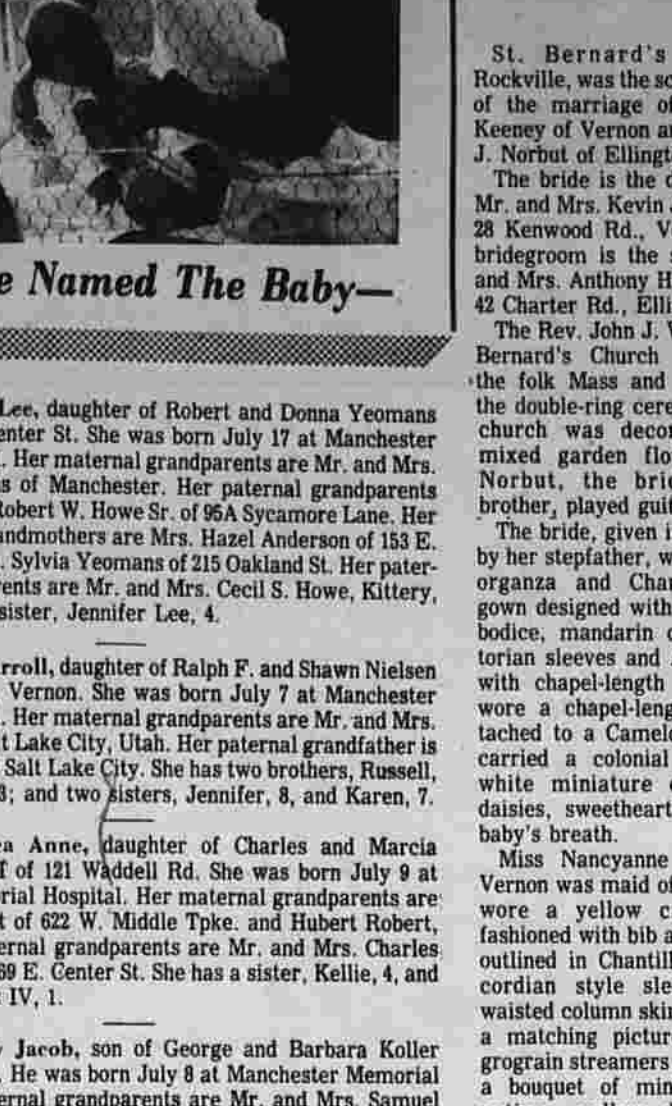 Named The Baby—
Lee, daughter of Robert and Donna Yeomans
enter St. She was born July 17 at Manchester
. Her maternal grandparents are Mr. and Mrs.
s of Manchester. Her paternal grandparents
Robert W. Howe Sr. of 95A Sycamore Lane. Her
andmothers are Mrs. Hazel Anderson of 153 E.
. Sylvia Yeomans of 215 Oakland St. Her pater-
ents are Mr. and Mrs. Cecil S. Howe, Kittery,
sister, Jennifer Lee, 4.
rroll, daughter of Ralph F. and Shawn Nielsen
Vernon. She was born July 7 at Manchester
. Her maternal grandparents are Mr. and Mrs.
t Lake City, Utah. Her paternal grandfather is
Salt Lake City. She has two brothers, Russell,
3; and two sisters, Jennifer, 8, and Karen, 7.
a Anne, daughter of Charles and Marcia
f of 121 Waddell Rd. She was born July 9 at
rial Hospital. Her maternal grandparents are
t of 622 W. Middle Tpke. and Hubert Robert,
ernal grandparents are Mr. and Mrs. Charles
69 E. Center St. She has a sister, Kellie, 4, and
IV, 1.
Jacob, son of George and Barbara Koller
. He was born July 8 at Manchester Memorial
ernal grandparents are Mr. and Mrs. Samuel
St. Bernard's
Rockville, was the sc
of the marriage of
Keeney of Vernon a
J. Norbut of Ellingt
The bride is the
Mr. and Mrs. Kevin
28 Kenwood Rd., V
bridegroom is the
and Mrs. Anthony H
42 Charter Rd., Elli
The Rev. John J.
Bernard's Church
the folk Mass and
the double-ring cere
church was decor
mixed garden flo
Norbut, the brid
brother, played guit
The bride, given i
by her stepfather, w
organza and Chan
gown designed with
bodice, mandarin
torian sleeves and
with chapel-length
wore a chapel-leng
tached to a Camelo
carried a colonial
white miniature
daisies, sweetheart
baby's breath.
Miss Nancyanne
Vernon was maid of
wore a yellow c
fashioned with bib a
outlined in Chantill
cordian style sle
waisted column skir
a matching pictur
grograin streamers
a bouquet of min